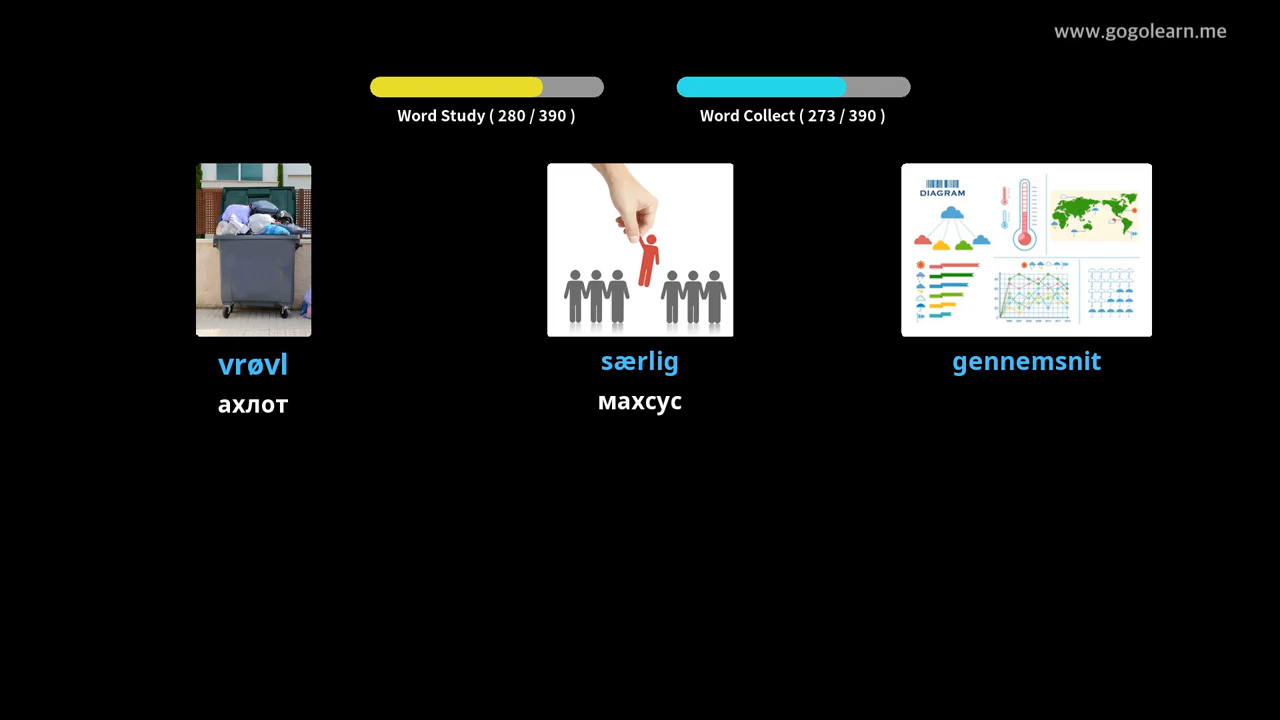 www.gogolearn.me
Word Study ( 280 / 390 )
Word Collect ( 273 / 390 )
DIAGRAM
vrøvl
ахлот
særlig
махсус
gennemsnit